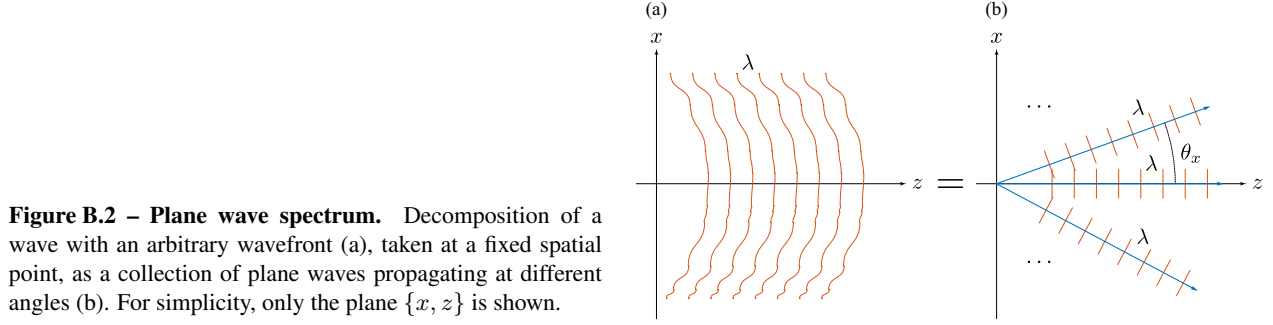 (a)
x
λ
z
=
(b)
x
...
λ
θₓ
λ
z
λ
...
Figure B.2 – Plane wave spectrum. Decomposition of a
wave with an arbitrary wavefront (a), taken at a fixed spatial
point, as a collection of plane waves propagating at different
angles (b). For simplicity, only the plane {x, z} is shown.